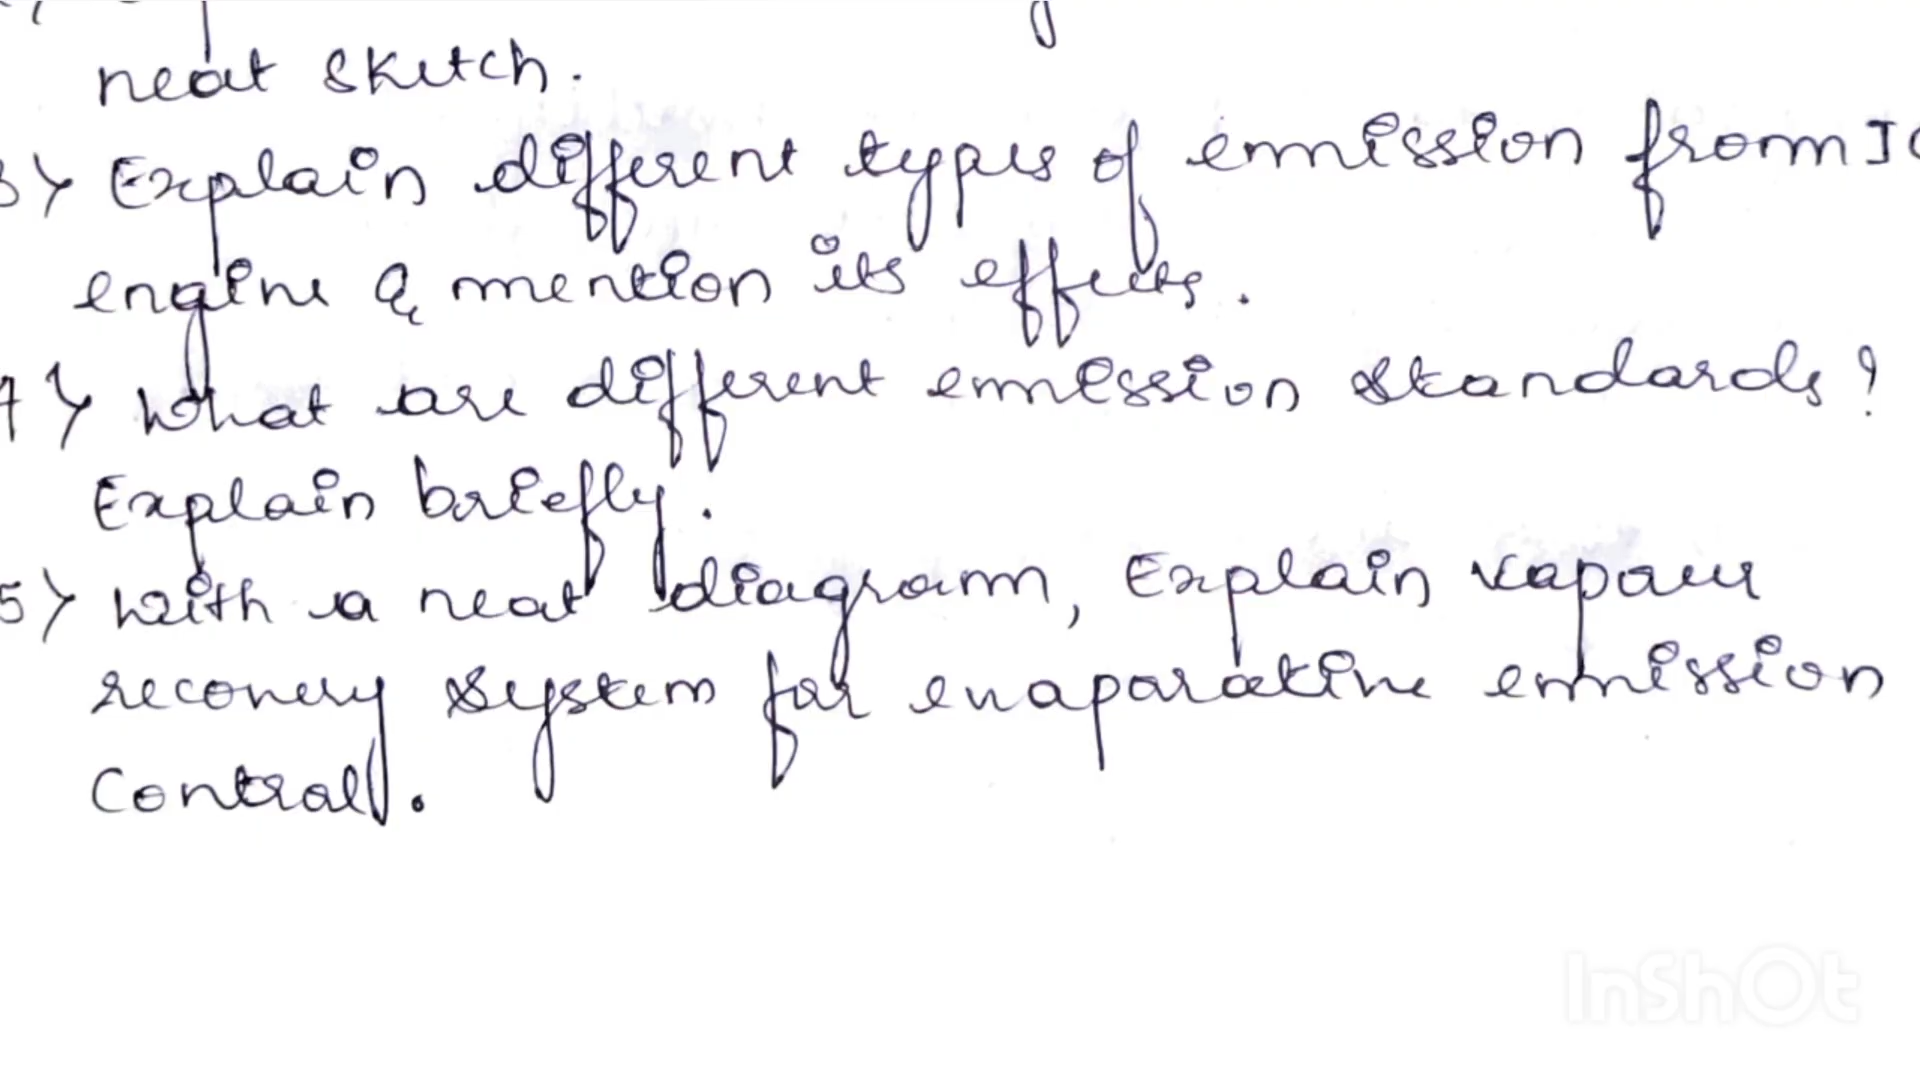 neat sketch.
3> Explain different types of emission from IC
engine & mention its effects.
4> What are different emission standards?
Explain briefly.
5> With a neat diagram, Explain vapour
recovery system for evaporative emission
Control.
InShOt